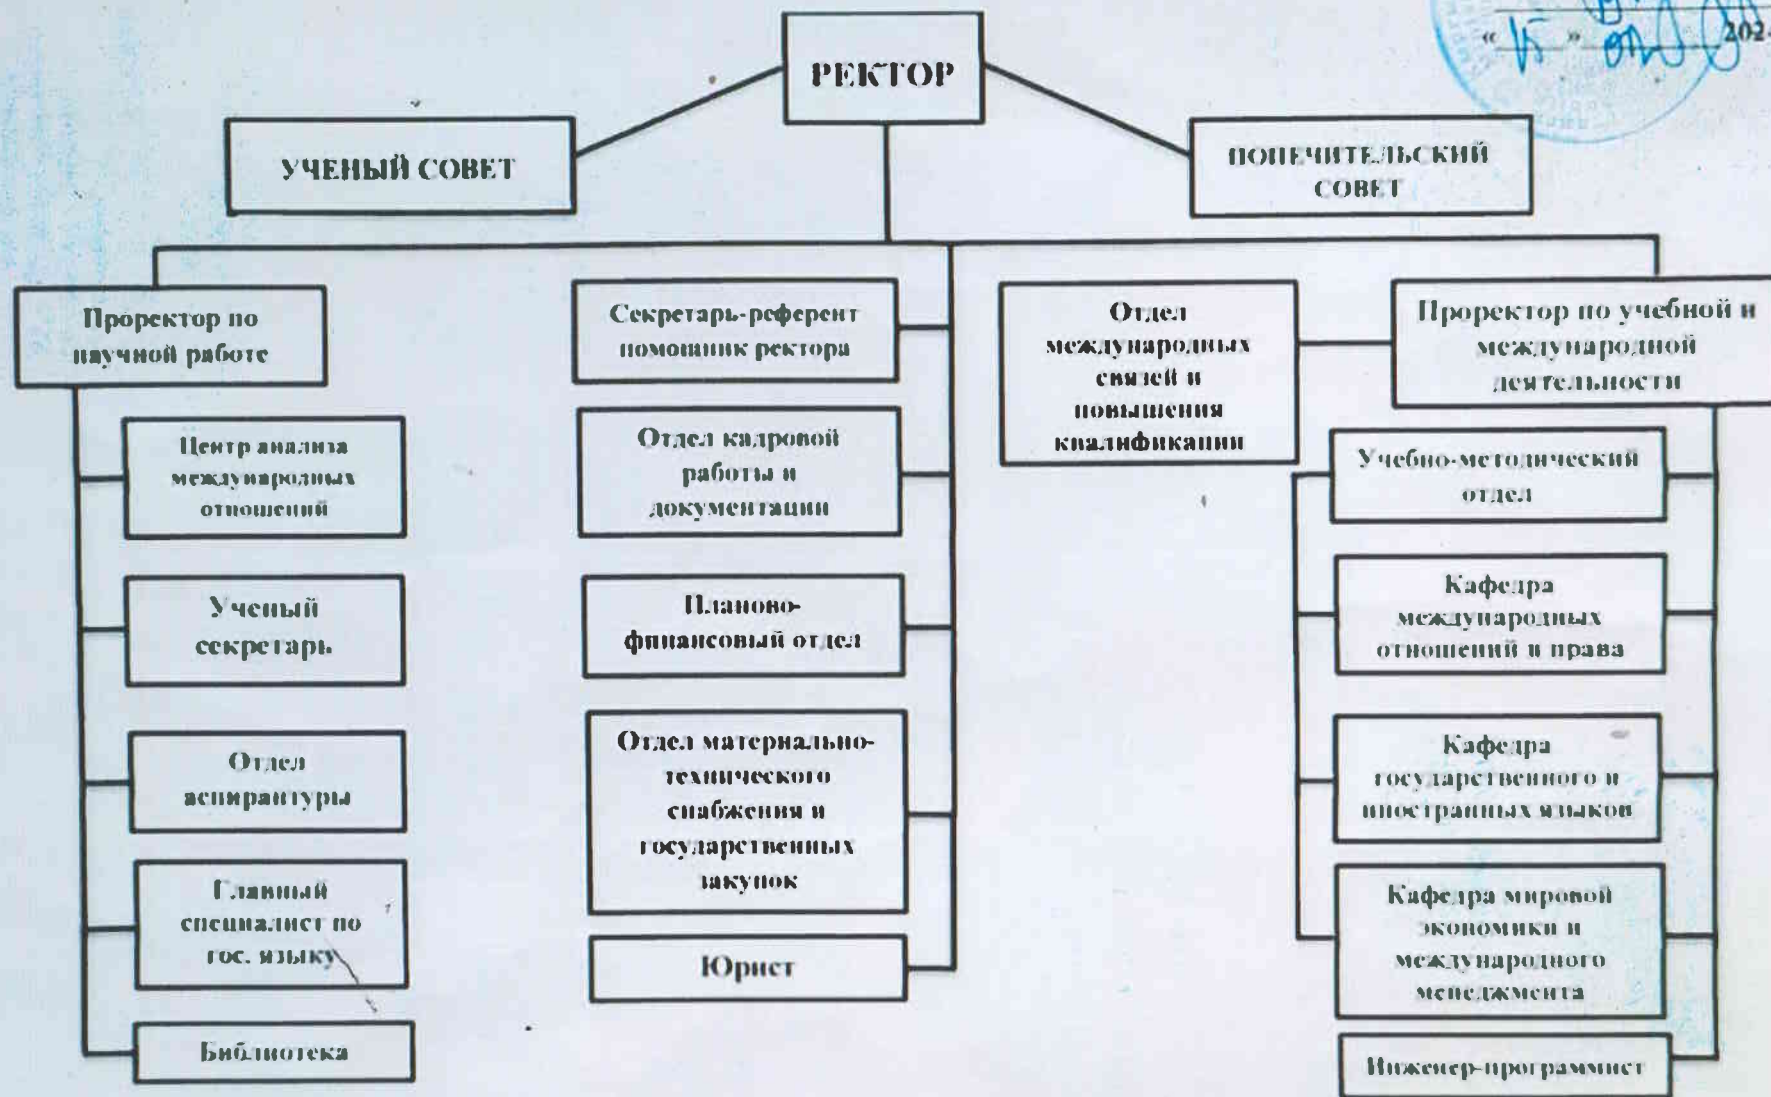 « 15 » 202
РЕКТОР
УЧЕНЫЙ СОВЕТ
ПОПЕЧИТЕЛЬСКИЙ
СОВЕТ
Проректор по
научной работе
Центр анализа
международных
отношений
Ученый
секретарь
Отдел
аспирантуры
Главный
специалист по
гос. языку
Библиотека
Секретарь-референт
помощник ректора
Отдел кадровой
работы и
документации
Планово-
финансовый отдел
Отдел материально-
технического
снабжения и
государственных
закупок
Юрист
Отдел
международных
связей и
повышения
квалификации
Проректор по учебной и
международной
деятельности
Учебно-методический
отдел
Кафедра
международных
отношений и права
Кафедра
государственного и
иностранных языков
Кафедра мировой
экономики и
международного
менеджмента
Инженер-программист